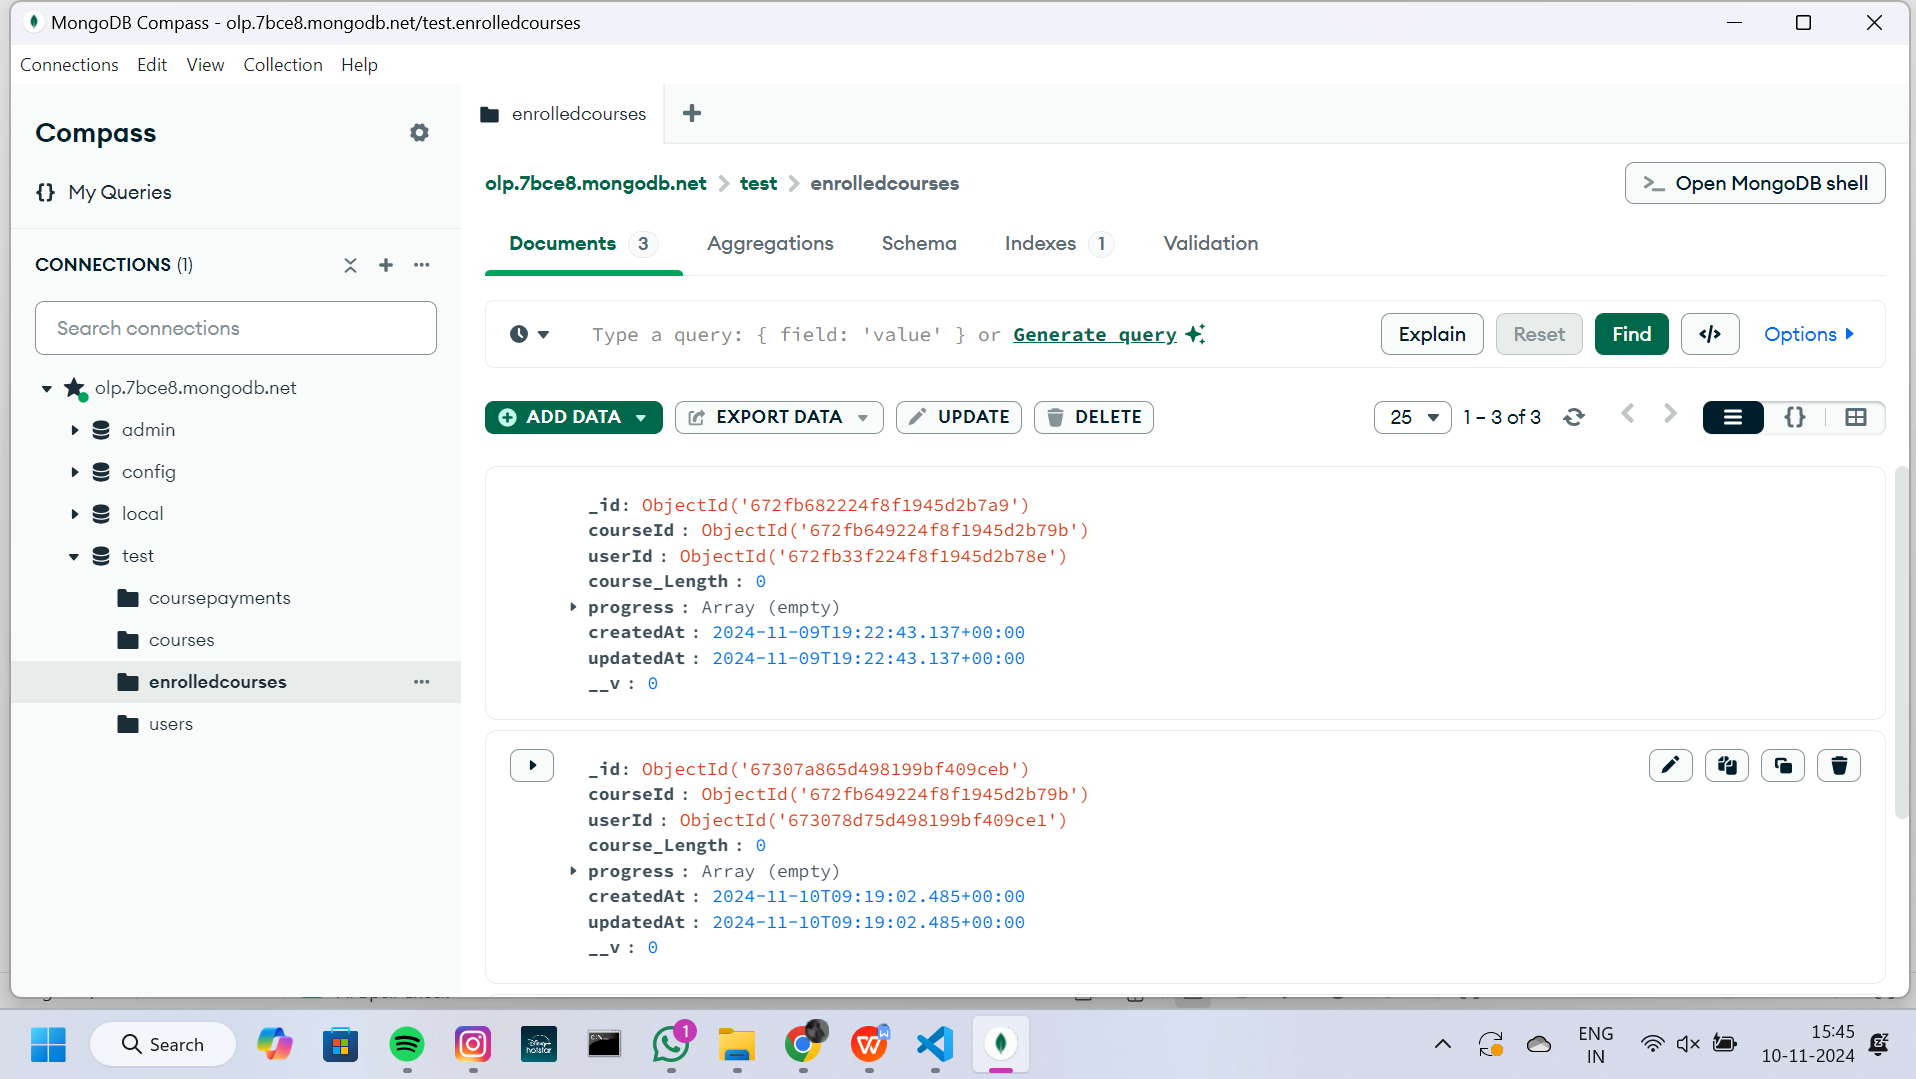 MongoDB Compass - olp.7bce8.mongodb.net/test.enrolledcourses
Connections Edit View Collection Help
Compass
enrolledcourses
My Queries
olp.7bce8.mongodb.net > test > enrolledcourses
>_ Open MongoDB shell
Documents 3 Aggregations Schema Indexes 1 Validation
CONNECTIONS (1)
Search connections
Type a query: { field: 'value' } or Generate query
Explain Reset Find </> Options
olp.7bce8.mongodb.net
admin
config
local
test
coursepayments
courses
enrolledcourses
users
ADD DATA EXPORT DATA UPDATE DELETE
25 1 – 3 of 3 {}
_id: ObjectId('672fb682224f8f1945d2b7a9')
courseId : ObjectId('672fb649224f8f1945d2b79b')
userId : ObjectId('672fb33f224f8f1945d2b78e')
course_Length : 0
progress : Array (empty)
createdAt : 2024-11-09T19:22:43.137+00:00
updatedAt : 2024-11-09T19:22:43.137+00:00
__v : 0
_id: ObjectId('67307a865d498199bf409ceb')
courseId : ObjectId('672fb649224f8f1945d2b79b')
userId : ObjectId('673078d75d498199bf409ce1')
course_Length : 0
progress : Array (empty)
createdAt : 2024-11-10T09:19:02.485+00:00
updatedAt : 2024-11-10T09:19:02.485+00:00
__v : 0
Search
1
ENG
IN
15:45
10-11-2024